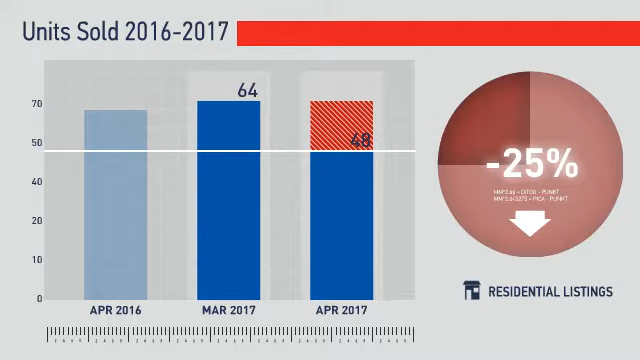 Units Sold 2016-2017
64
48
70
50
40
20
10
0
APR 2016
MAR 2017
APR 2017
-25%
RESIDENTIAL LISTINGS